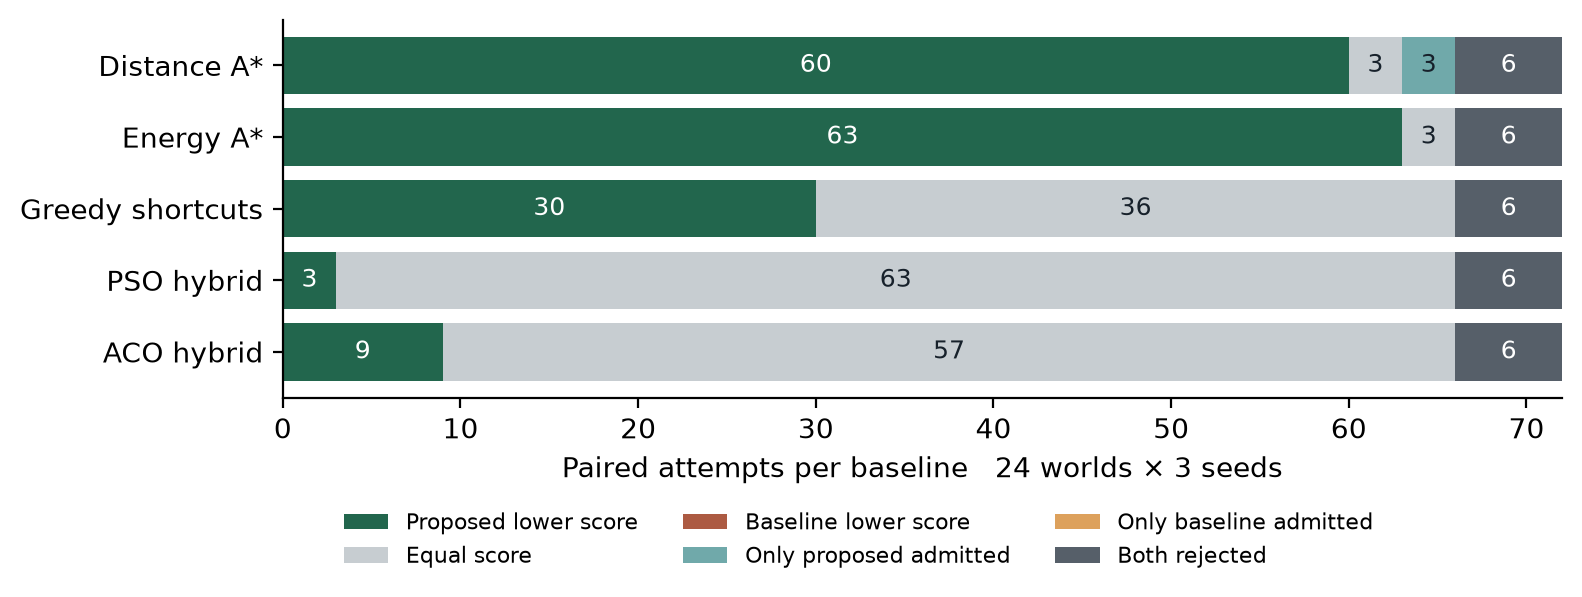 Distance A* 60 3 3 6
Energy A* 63 3 6
Greedy shortcuts 30 36 6
PSO hybrid 3 63 6
ACO hybrid 9 57 6
0 10 20 30 40 50 60 70
Paired attempts per baseline 24 worlds × 3 seeds
Proposed lower score Baseline lower score Only baseline admitted
Equal score Only proposed admitted Both rejected